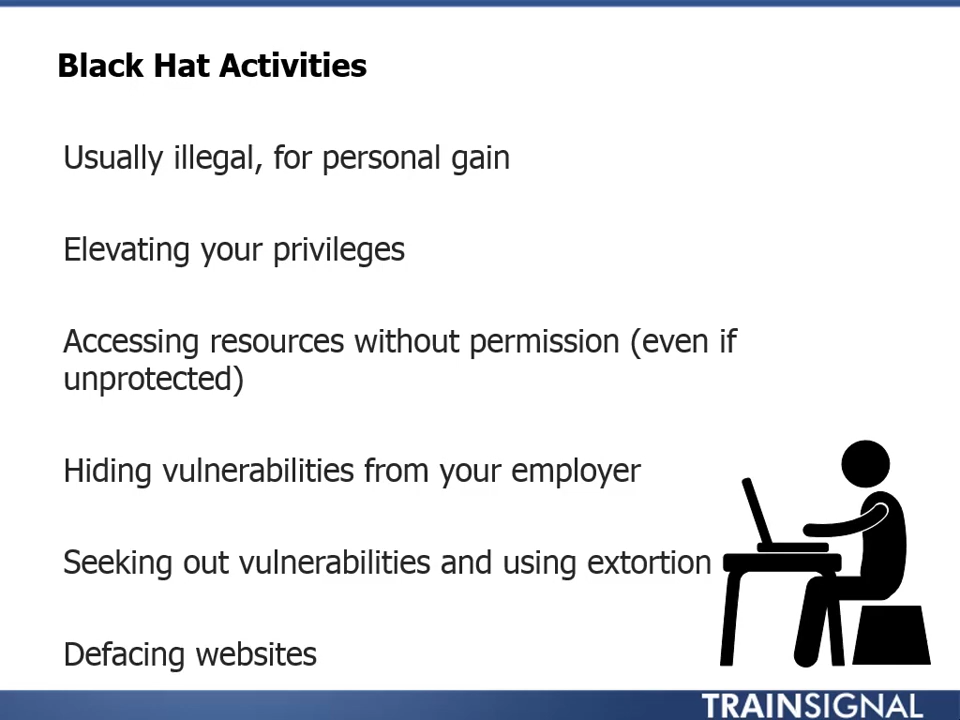 Black Hat Activities
Usually illegal, for personal gain
Elevating your privileges
Accessing resources without permission (even if
unprotected)
Hiding vulnerabilities from your employer
Seeking out vulnerabilities and using extortion
Defacing websites
TRAINSIGNAL